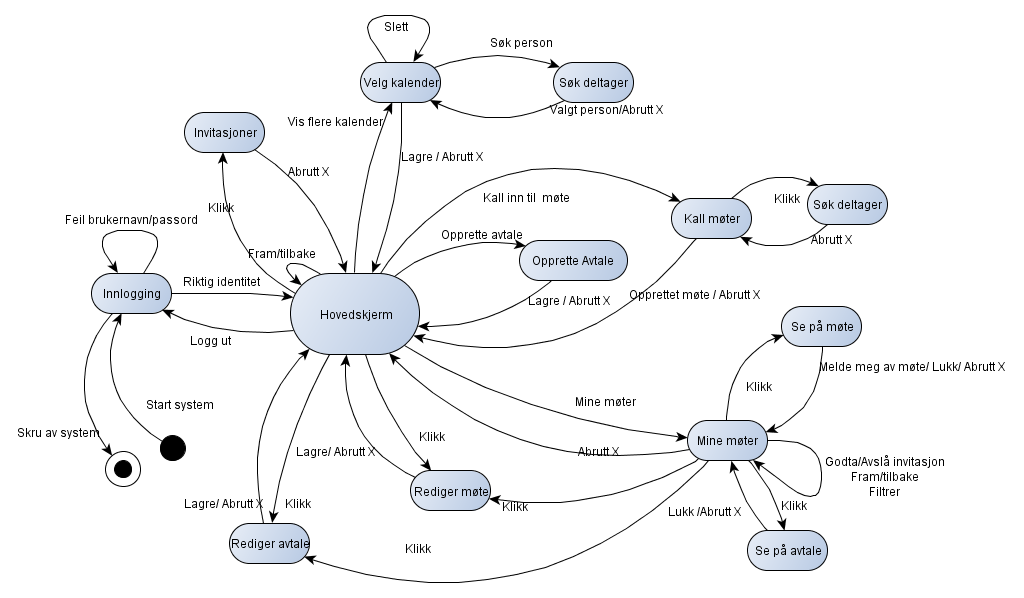 Slett
Søk person
Velg kalender
Søk deltager
Valgt person/Abrutt X
Vis flere kalender
Invitasjoner
Lagre / Abrutt X
Abrutt X
Klikk
Kall inn til møte
Klikk
Søk deltager
Kall møter
Feil brukernavn/passord
Opprette avtale
Abrutt X
Fram/tilbake
Opprette Avtale
Riktig identitet
Innlogging
Opprettet møte / Abrutt X
Lagre / Abrutt X
Hovedskjerm
Se på møte
Logg ut
Melde meg av møte/ Lukk/ Abrutt X
Klikk
Start system
Mine møter
Skru av system
Klikk
Mine møter
Lagre/ Abrutt X
Abrutt X
Godta/Avslå invitasjon
Fram/tilbake
Filtrer
Rediger møte
Lagre/ Abrutt X
Klikk
Klikk
Klikk
Lukk /Abrutt X
Rediger avtale
Klikk
Se på avtale